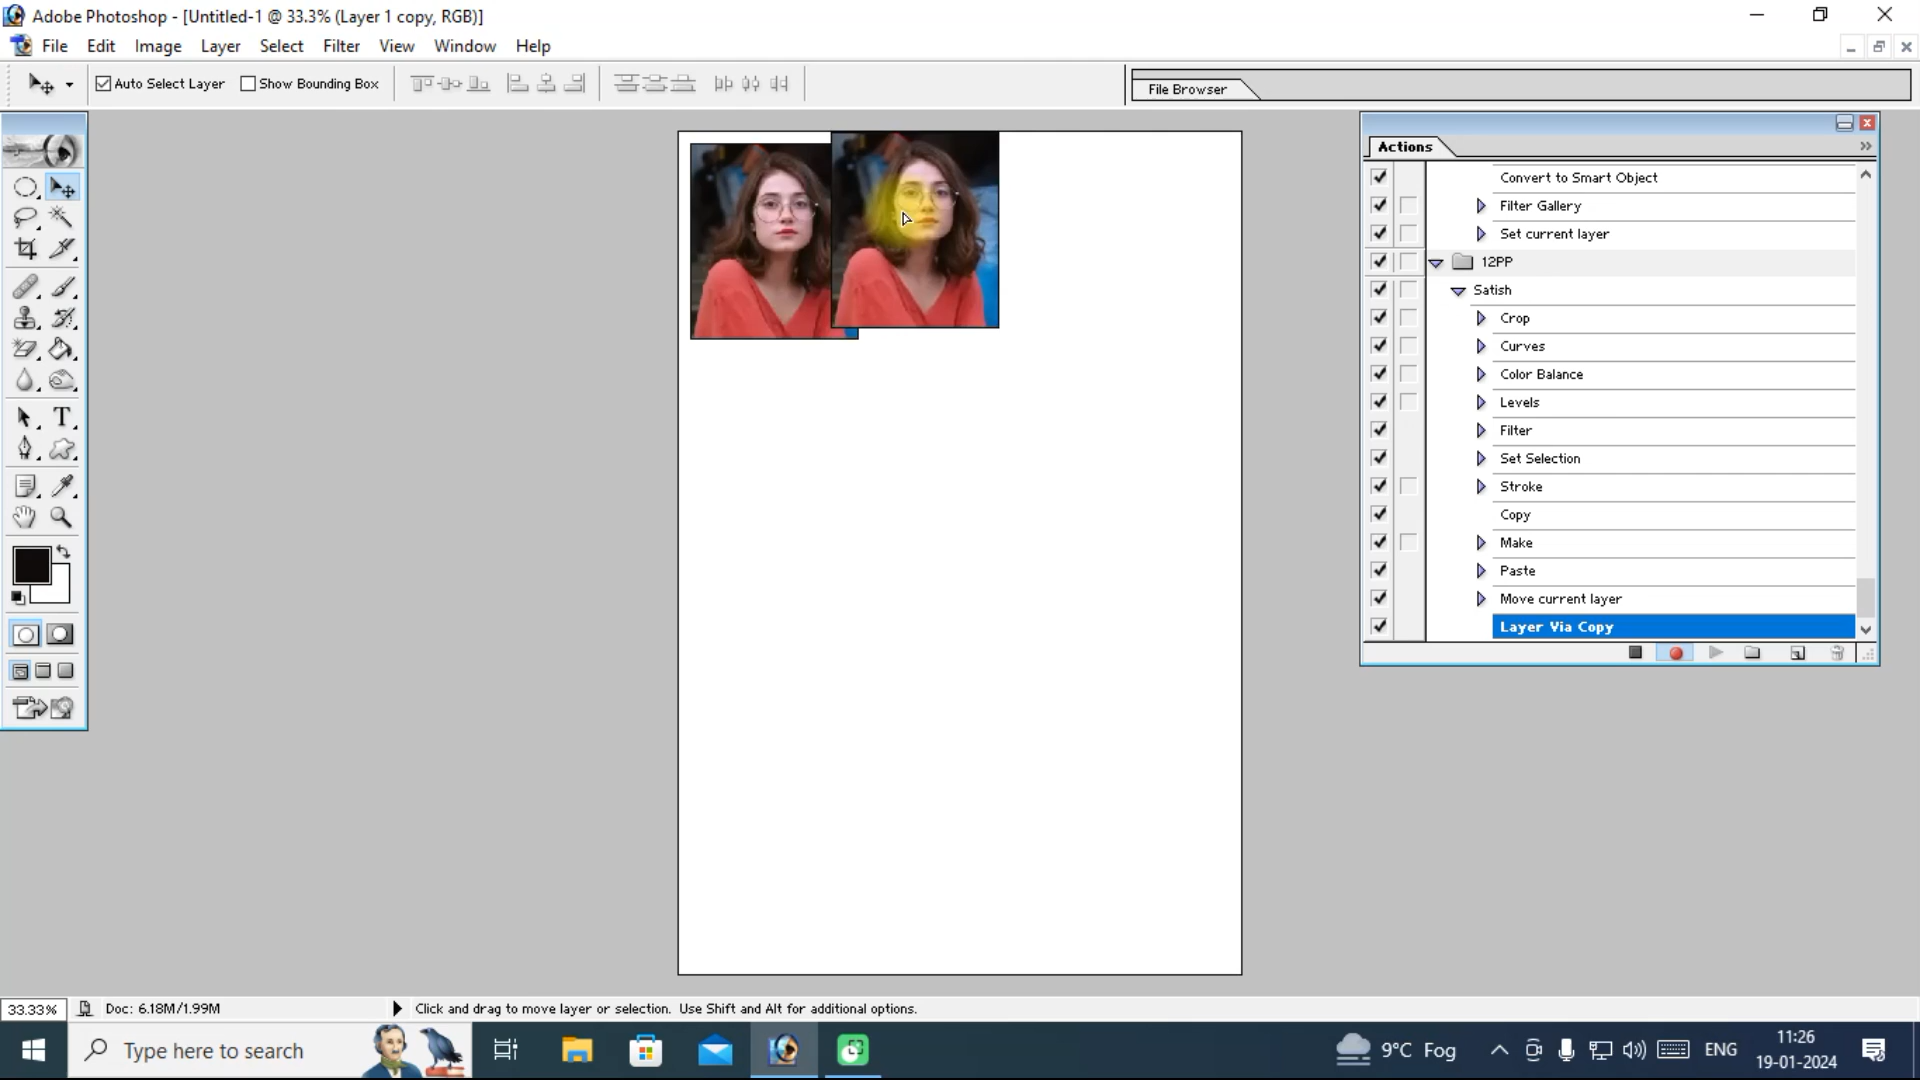 Adobe Photoshop - [Untitled-1 @ 33.3% (Layer 1 copy, RGB)]
File Edit Image Layer Select Filter View Window Help
Auto Select Layer Show Bounding Box
File Browser
Actions
Convert to Smart Object
Filter Gallery
Set current layer
12PP
Satish
Crop
Curves
Color Balance
Levels
Filter
Set Selection
Stroke
Copy
Make
Paste
Move current layer
Layer Via Copy
T
33.33% Doc: 6.18M/1.99M Click and drag to move layer or selection. Use Shift and Alt for additional options.
Type here to search
9°C Fog
ENG
11:26
19-01-2024